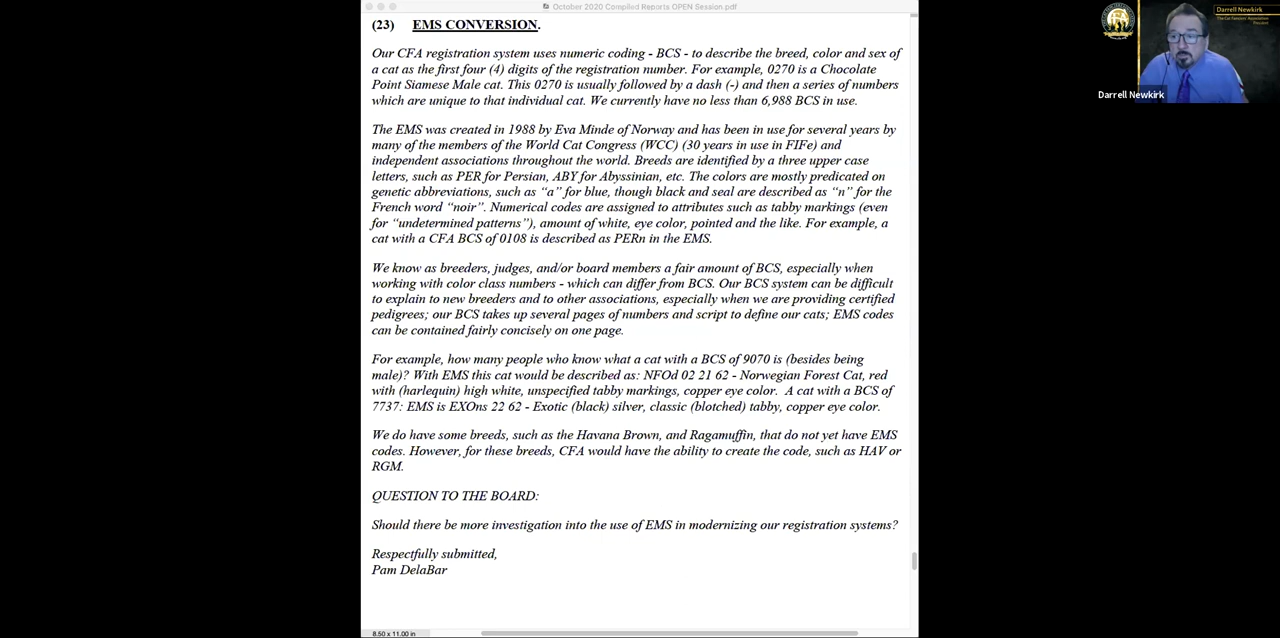 October 2020 Compiled Reports OPEN Session.pdf
(23) EMS CONVERSION.
Our CFA registration system uses numeric coding - BCS - to describe the breed, color and sex of
a cat as the first four (4) digits of the registration number. For example, 0270 is a Chocolate
Point Siamese Male cat. This 0270 is usually followed by a dash (-) and then a series of numbers
which are unique to that individual cat. We currently have no less than 6,988 BCS in use.
The EMS was created in 1988 by Eva Minde of Norway and has been in use for several years by
many of the members of the World Cat Congress (WCC) (30 years in use in FIFe) and
independent associations throughout the world. Breeds are identified by a three upper case
letters, such as PER for Persian, ABY for Abyssinian, etc. The colors are mostly predicated on
genetic abbreviations, such as “a” for blue, though black and seal are described as “n” for the
French word “noir”. Numerical codes are assigned to attributes such as tabby markings (even
for “undetermined patterns”), amount of white, eye color, pointed and the like. For example, a
cat with a CFA BCS of 0108 is described as PERn in the EMS.
We know as breeders, judges, and/or board members a fair amount of BCS, especially when
working with color class numbers - which can differ from BCS. Our BCS system can be difficult
to explain to new breeders and to other associations, especially when we are providing certified
pedigrees; our BCS takes up several pages of numbers and script to define our cats; EMS codes
can be contained fairly concisely on one page.
For example, how many people who know what a cat with a BCS of 9070 is (besides being
male)? With EMS this cat would be described as: NFOd 02 21 62 - Norwegian Forest Cat, red
with (harlequin) high white, unspecified tabby markings, copper eye color. A cat with a BCS of
7737: EMS is EXOns 22 62 - Exotic (black) silver, classic (blotched) tabby, copper eye color.
We do have some breeds, such as the Havana Brown, and Ragamuffin, that do not yet have EMS
codes. However, for these breeds, CFA would have the ability to create the code, such as HAV or
RGM.
QUESTION TO THE BOARD:
Should there be more investigation into the use of EMS in modernizing our registration systems?
Respectfully submitted,
Pam DelaBar
8.50 x 11.00 in
Darrell Newkirk
The Cat Fanciers' Association
President
Darrell Newkirk